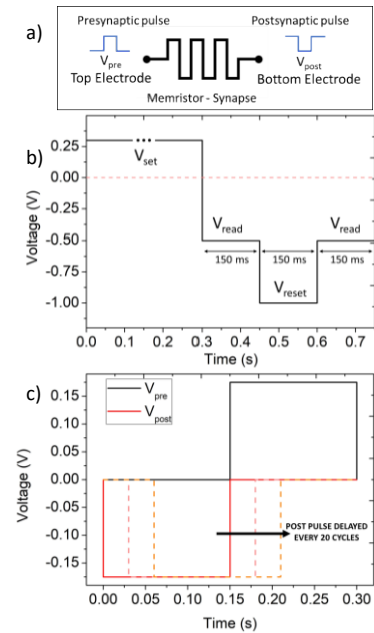 a)
Presynaptic pulse
Postsynaptic pulse
Vpre
Vpost
Top Electrode
Bottom Electrode
Memristor - Synapse
b)
Voltage (V)
0.25
0.00
-0.25
-0.50
-0.75
-1.00
Vset
Vread
Vread
150 ms
150 ms
150 ms
Vreset
0.0 0.1 0.2 0.3 0.4 0.5 0.6 0.7
Time (s)
c)
Voltage (V)
0.15
0.10
0.05
0.00
-0.05
-0.10
-0.15
Vpre
Vpost
POST PULSE DELAYED
EVERY 20 CYCLES
0.00 0.05 0.10 0.15 0.20 0.25 0.30
Time (s)